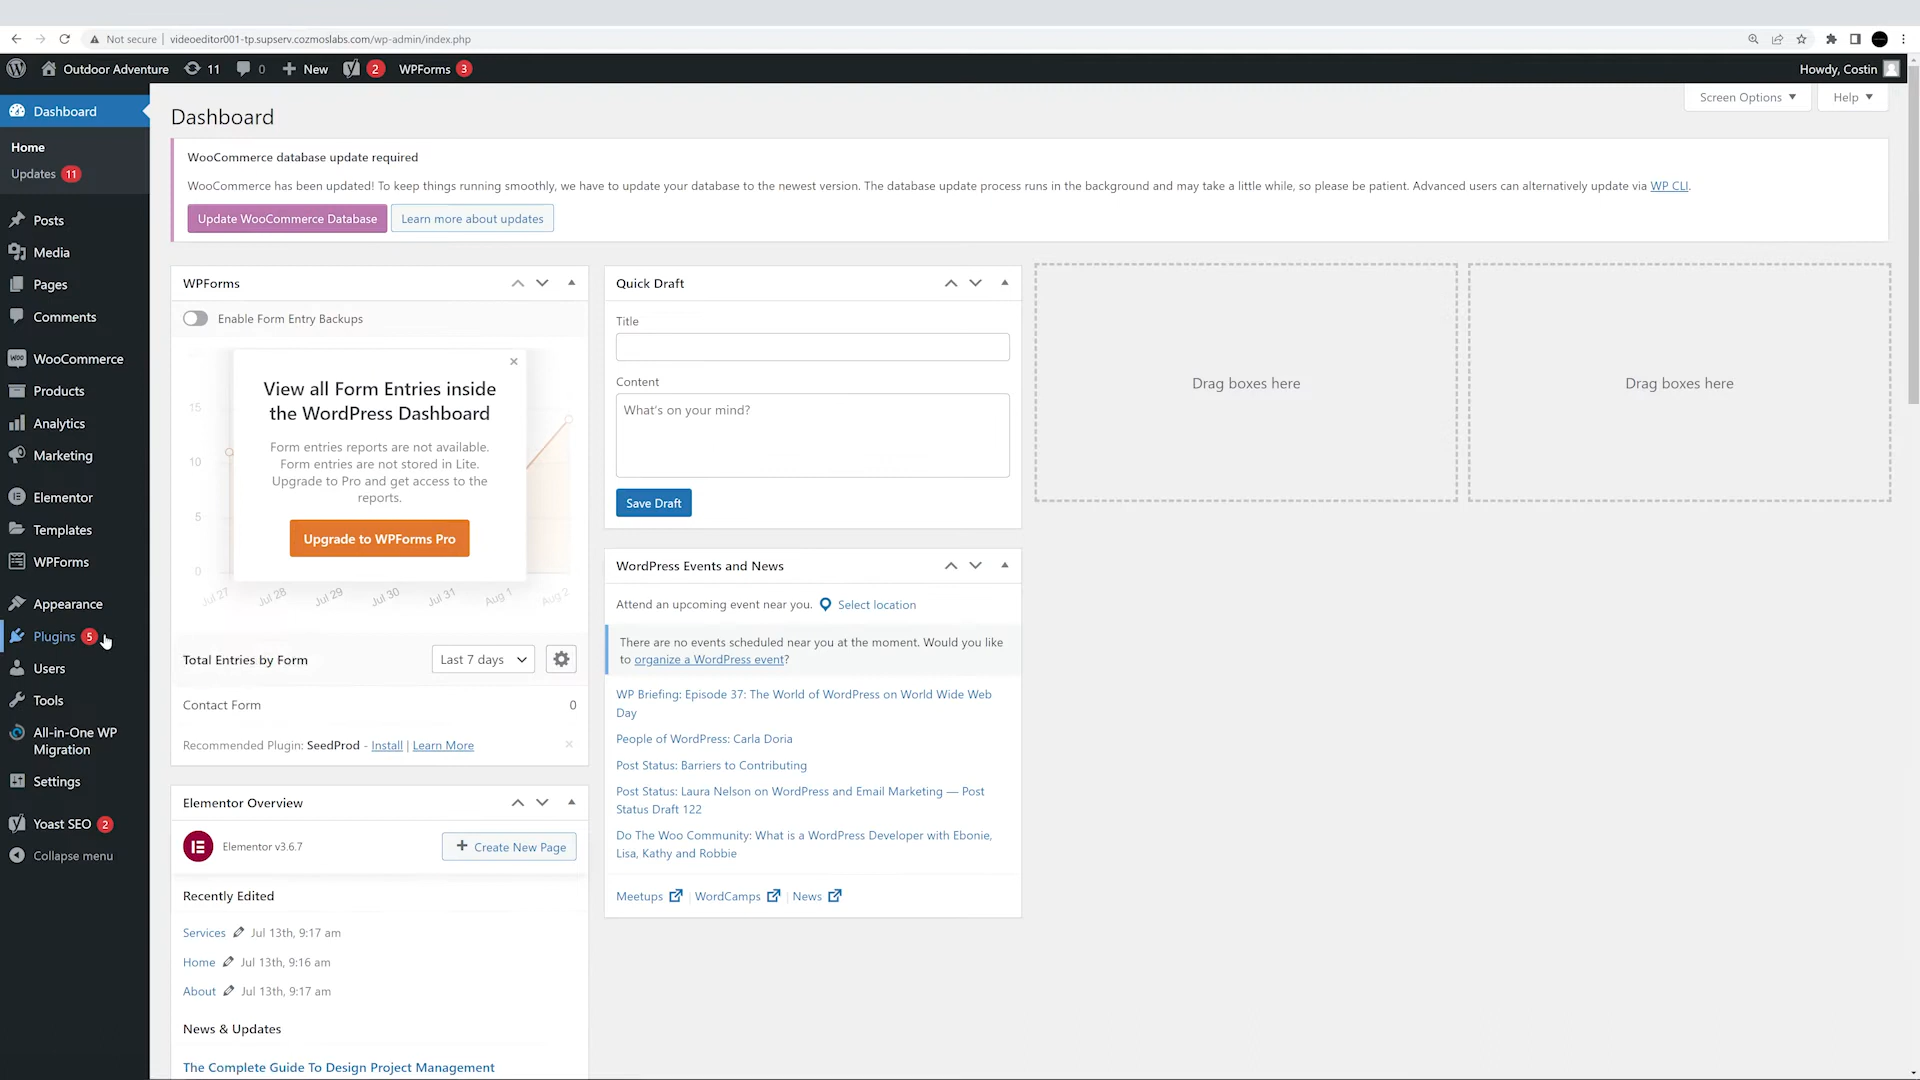 Not secure
videoeditor001-tp.supserv.cozmoslabs.com/wp-admin/index.php
Outdoor Adventure
11
0
New
2
WPForms
3
Howdy, Costin
Dashboard
Home
Updates
11
Posts
Media
Pages
Comments
WooCommerce
Products
Analytics
Marketing
Elementor
Templates
WPForms
Appearance
Plugins
5
Users
Tools
All-in-One WP
Migration
Settings
Yoast SEO
2
Collapse menu
Screen Options
Help
Dashboard
WooCommerce database update required
WooCommerce has been updated! To keep things running smoothly, we have to update your database to the newest version. The database update process runs in the background and may take a little while, so please be patient. Advanced users can alternatively update via WP CLI.
Update WooCommerce Database
Learn more about updates
WPForms
Enable Form Entry Backups
View all Form Entries inside
the WordPress Dashboard
Form entries reports are not available.
Form entries are not stored in Lite.
Upgrade to Pro and get access to the
reports.
Upgrade to WPForms Pro
15
10
5
0
Jul 27
Jul 28
Jul 29
Jul 30
Jul 31
Aug 1
Aug 2
Total Entries by Form
Last 7 days
Contact Form
0
Recommended Plugin: SeedProd - Install | Learn More
Elementor Overview
Elementor v3.6.7
Create New Page
Recently Edited
Services
Jul 13th, 9:17 am
Home
Jul 13th, 9:16 am
About
Jul 13th, 9:17 am
News & Updates
The Complete Guide To Design Project Management
Quick Draft
Title
Content
What's on your mind?
Save Draft
WordPress Events and News
Attend an upcoming event near you.
Select location
There are no events scheduled near you at the moment. Would you like
to organize a WordPress event?
WP Briefing: Episode 37: The World of WordPress on World Wide Web
Day
People of WordPress: Carla Doria
Post Status: Barriers to Contributing
Post Status: Laura Nelson on WordPress and Email Marketing — Post
Status Draft 122
Do The Woo Community: What is a WordPress Developer with Ebonie,
Lisa, Kathy and Robbie
Meetups | WordCamps | News
Drag boxes here
Drag boxes here